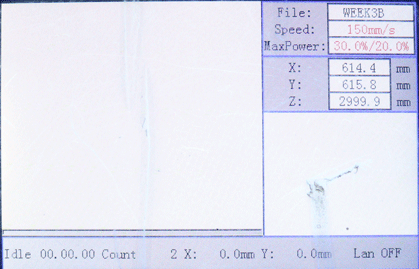 File: WEEK3B
Speed: 150mm/s
MaxPower: 30.0%/20.0%
X: 614.4 mm
Y: 615.8 mm
Z: 2999.9 mm
Idle 00.00.00 Count 2 X: 0.0mm Y: 0.0mm Lan OFF